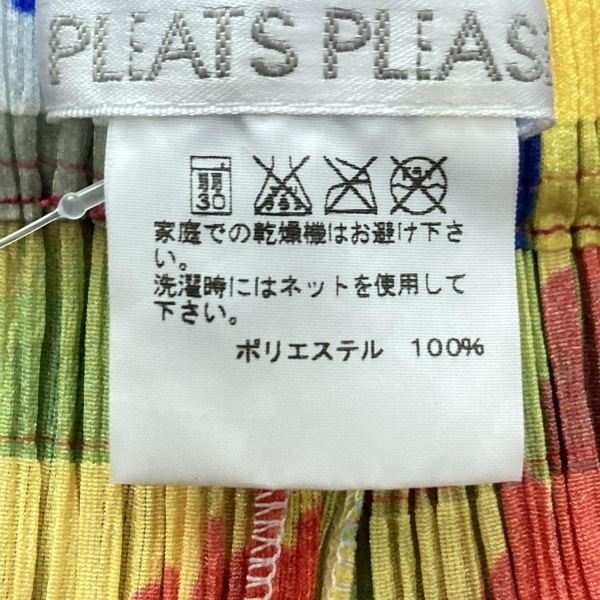 PLEATS PLEAS
弱
30
家庭での乾燥機はお避け下さ
い。
洗濯時にはネットを使用して
下さい。
ポリエステル 100%